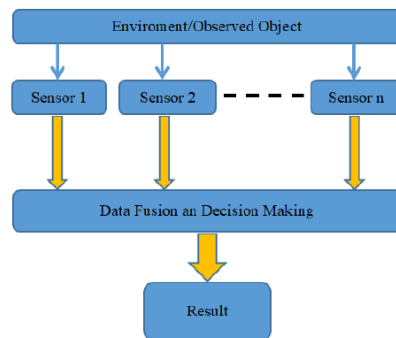 Enviroment/Observed Object
Sensor 1
Sensor 2
Sensor n
Data Fusion an Decision Making
Result